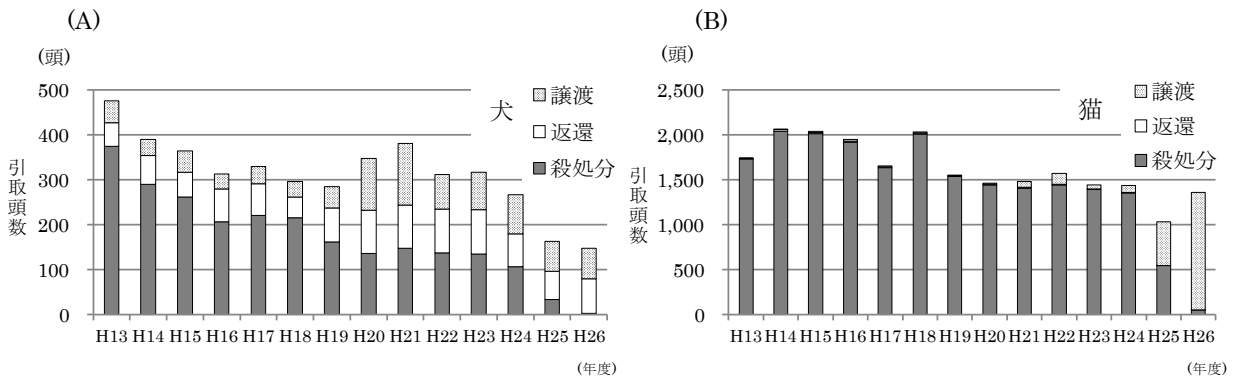 (A)
(頭)
500
400
300
200
100
0
引取頭数
犬
譲渡
返還
殺処分
H13 H14 H15 H16 H17 H18 H19 H20 H21 H22 H23 H24 H25 H26
(年度)
(B)
(頭)
2,500
2,000
1,500
1,000
500
0
引取頭数
猫
譲渡
返還
殺処分
H13 H14 H15 H16 H17 H18 H19 H20 H21 H22 H23 H24 H25 H26
(年度)